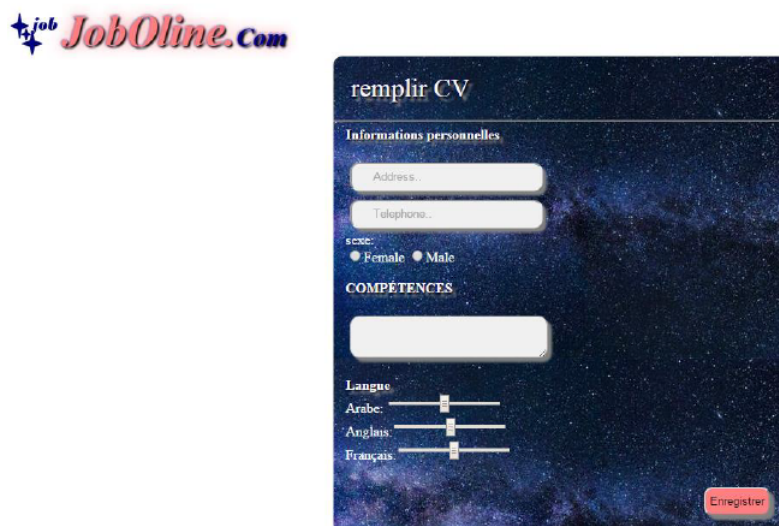 job
JobOline.Com
remplir CV
Informations personnelles
Address..
Telephone..
sexe:
Female Male
COMPÉTENCES
Langue
Arabe:
Anglais:
Français:
Enregistrer